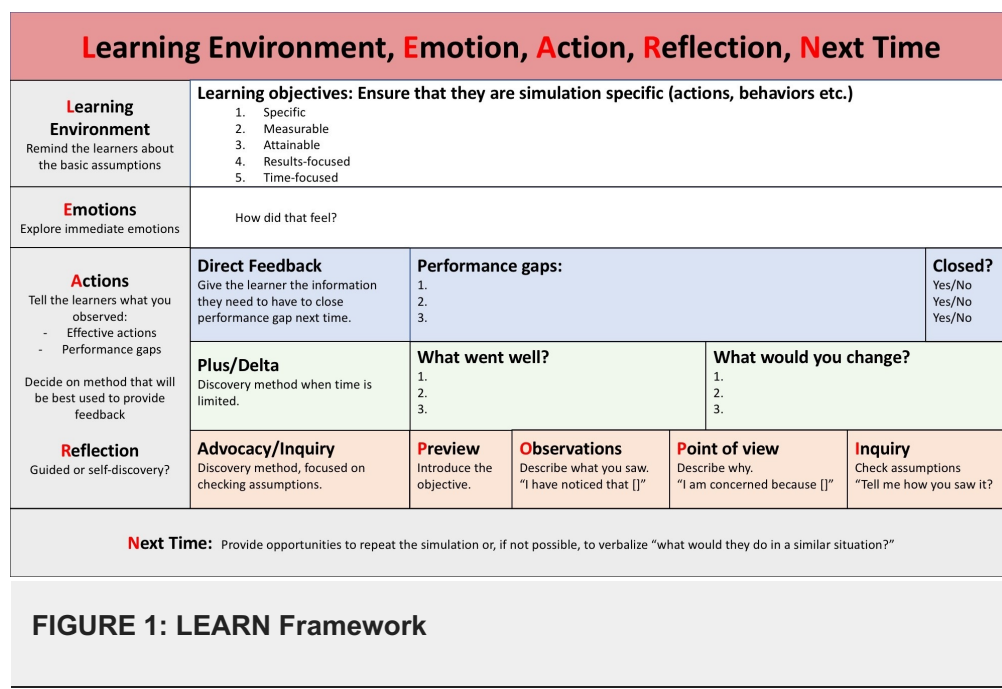 Learning Environment, Emotion, Action, Reflection, Next Time
Learning
Environment
Remind the learners about
the basic assumptions
Learning objectives: Ensure that they are simulation specific (actions, behaviors etc.)
1. Specific
2. Measurable
3. Attainable
4. Results-focused
5. Time-focused
Emotions
Explore immediate emotions
How did that feel?
Actions
Tell the learners what you
observed:
- Effective actions
- Performance gaps
Decide on method that will
be best used to provide
feedback
Reflection
Guided or self-discovery?
Direct Feedback
Give the learner the information
they need to have to close
performance gap next time.
Performance gaps:
1.
2.
3.
Closed?
Yes/No
Yes/No
Yes/No
Plus/Delta
Discovery method when time is
limited.
What went well?
1.
2.
3.
What would you change?
1.
2.
3.
Advocacy/Inquiry
Discovery method, focused on
checking assumptions.
Preview
Introduce the
objective.
Observations
Describe what you saw.
“I have noticed that []”
Point of view
Describe why.
“I am concerned because []”
Inquiry
Check assumptions
“Tell me how you saw it?
Next Time: Provide opportunities to repeat the simulation or, if not possible, to verbalize “what would they do in a similar situation?”
FIGURE 1: LEARN Framework